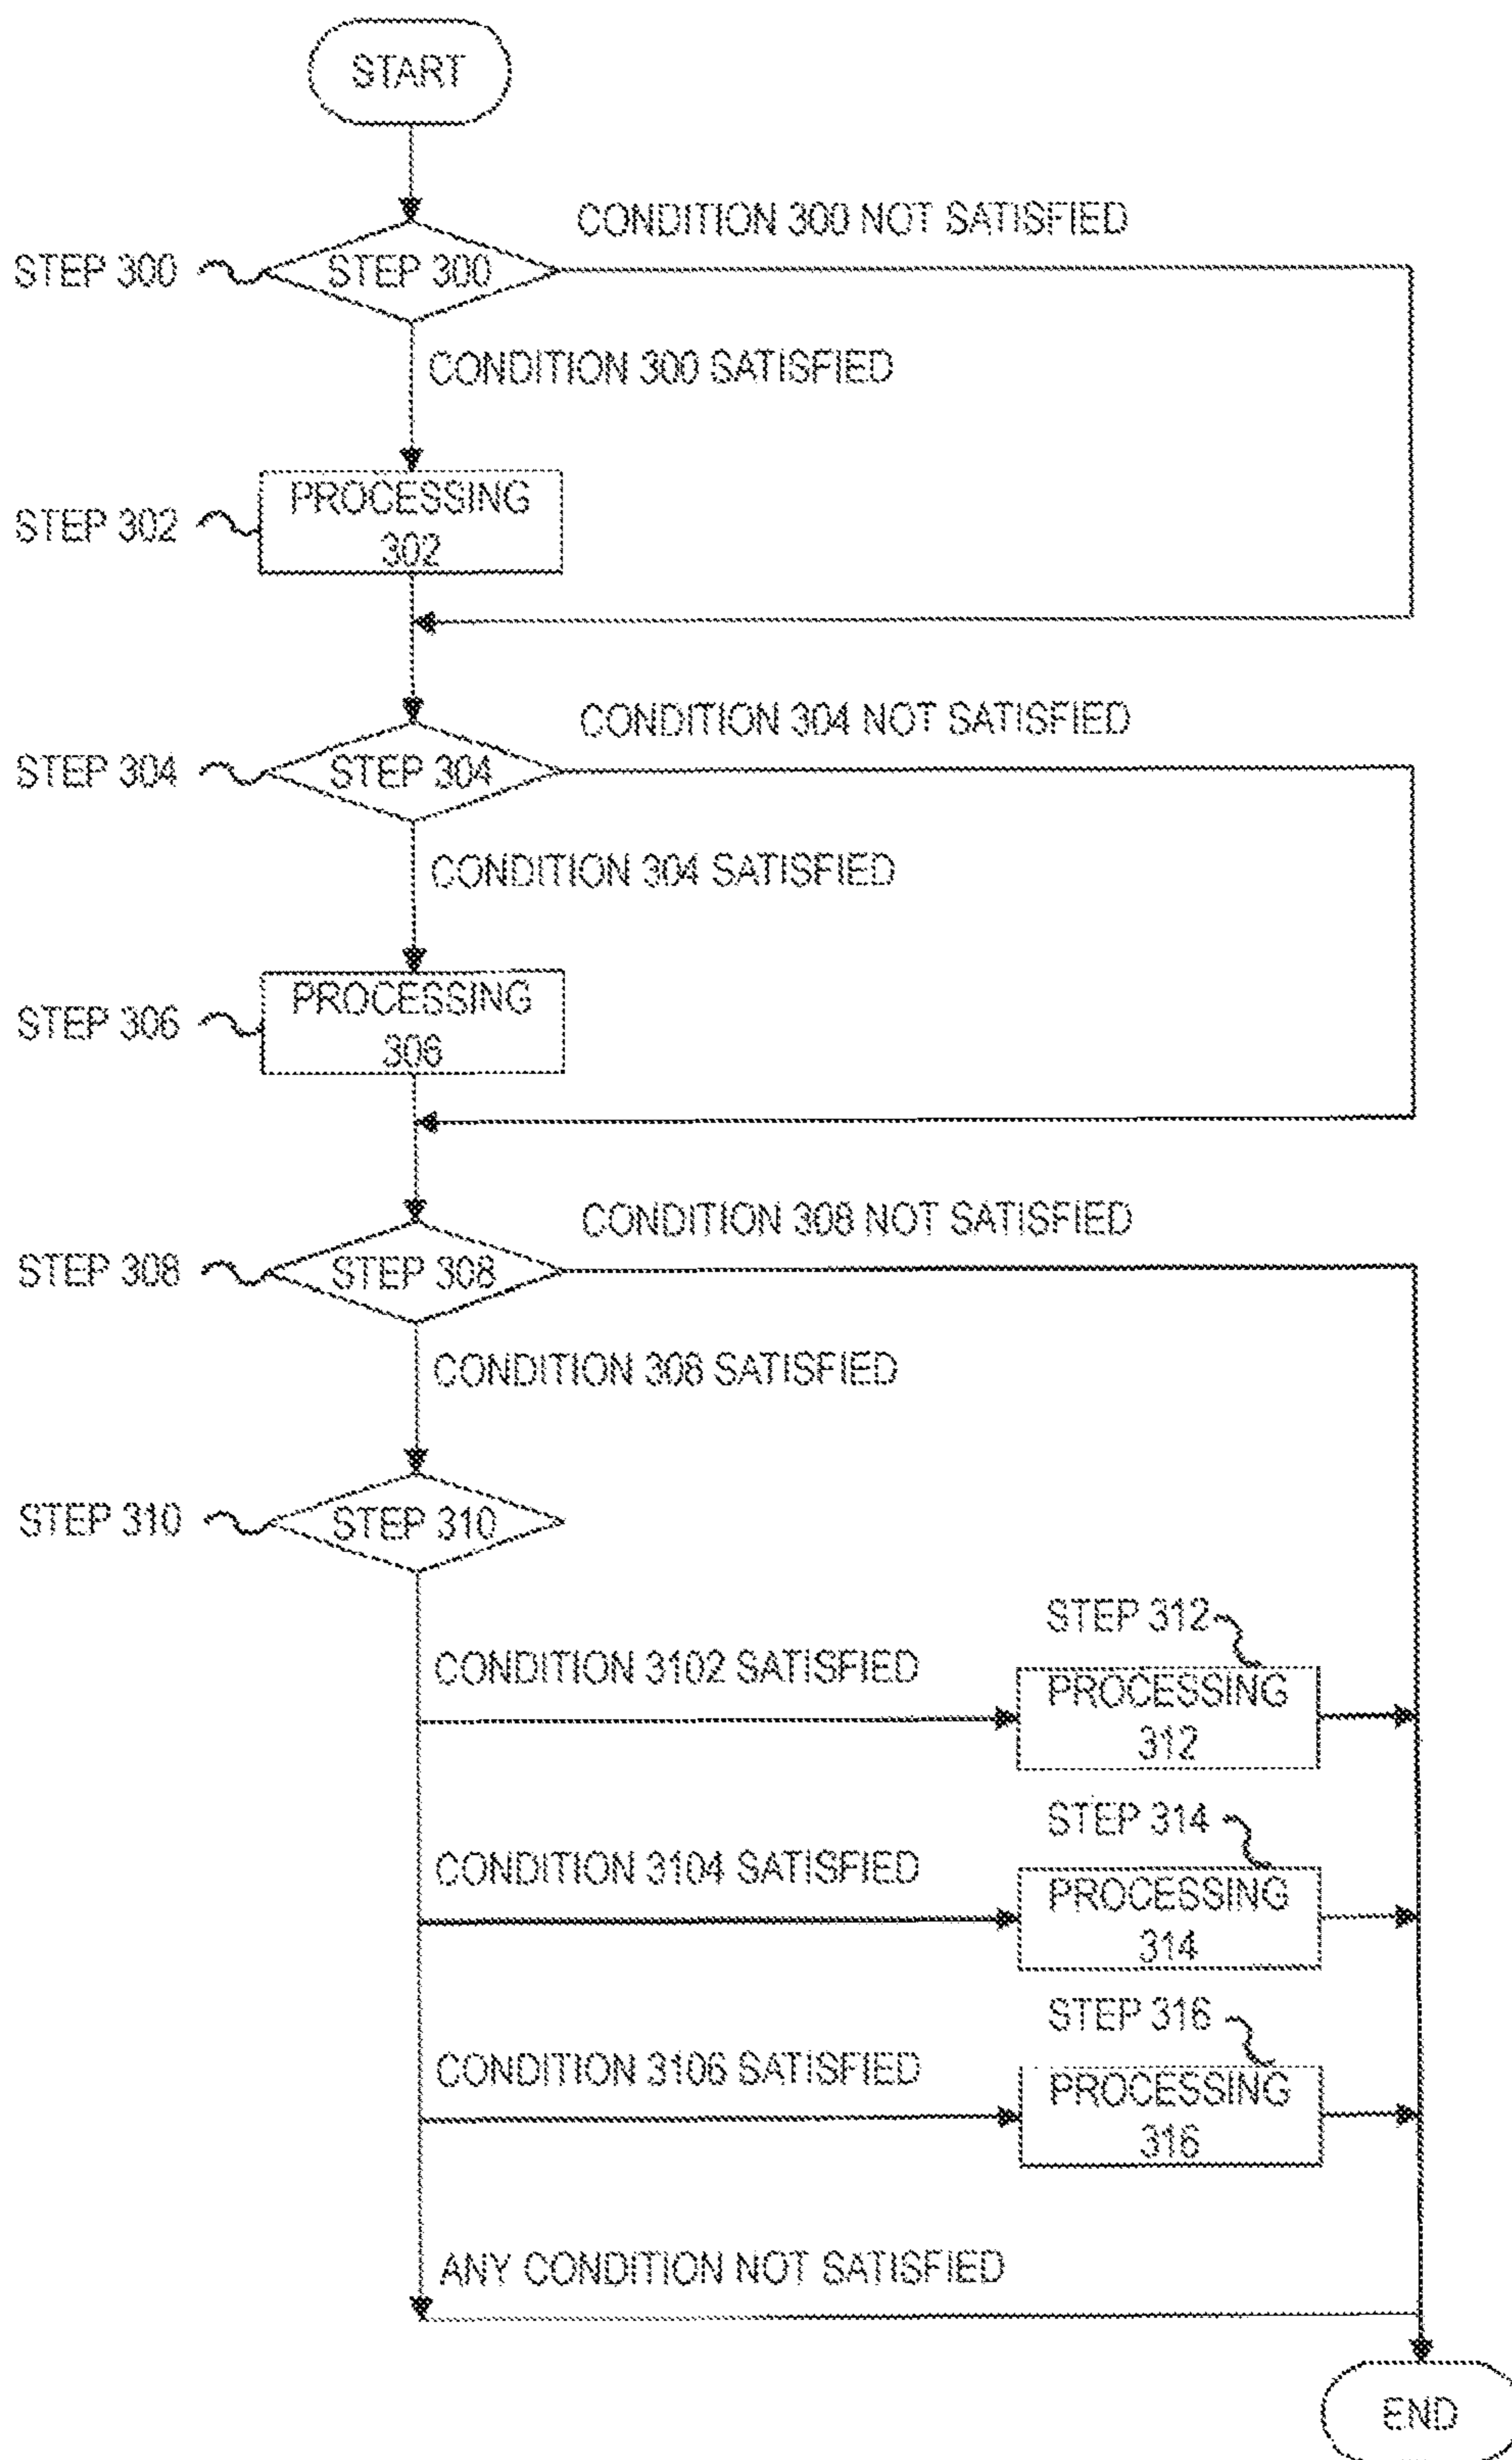 START
CONDITION 300 NOT SATISFIED
STEP 300
STEP 300
CONDITION 300 SATISFIED
STEP 302
PROCESSING
302
CONDITION 304 NOT SATISFIED
STEP 304
STEP 304
CONDITION 304 SATISFIED
STEP 306
PROCESSING
306
CONDITION 308 NOT SATISFIED
STEP 308
STEP 308
CONDITION 308 SATISFIED
STEP 310
STEP 310
STEP 312
CONDITION 3102 SATISFIED
PROCESSING
312
STEP 314
CONDITION 3104 SATISFIED
PROCESSING
314
STEP 316
CONDITION 3106 SATISFIED
PROCESSING
316
ANY CONDITION NOT SATISFIED
END